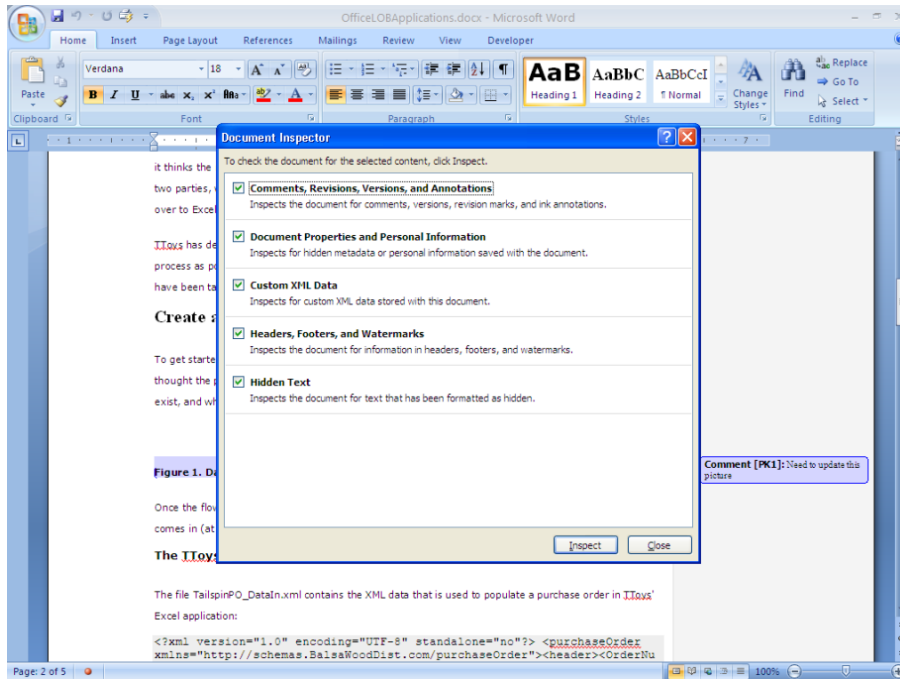 OfficeLOBApplications.docx - Microsoft Word
Home Insert Page Layout References Mailings Review View Developer
Verdana 18
Paste
B I U abe x₂ x² Aa
AaB AaBbC AaBbCcI
Heading 1 Heading 2 ¶ Normal
Change Styles
Find
Replace
Go To
Select
Clipboard Font Paragraph Styles Editing
1 7
Document Inspector
To check the document for the selected content, click Inspect.
Comments, Revisions, Versions, and Annotations
Inspects the document for comments, versions, revision marks, and ink annotations.
Document Properties and Personal Information
Inspects for hidden metadata or personal information saved with the document.
Custom XML Data
Inspects for custom XML data stored with this document.
Headers, Footers, and Watermarks
Inspects the document for information in headers, footers, and watermarks.
Hidden Text
Inspects the document for text that has been formatted as hidden.
Inspect Close
it thinks the
two parties,
over to Excel
TToys has de
process as po
have been ta
Create a
To get starte
thought the p
exist, and wh
Figure 1. Da
Comment [PK1]: Need to update this
picture
Once the flow
comes in (at
The TToys
The file TailspinPO_DataIn.xml contains the XML data that is used to populate a purchase order in TToys'
Excel application:
<?xml version="1.0" encoding="UTF-8" standalone="no"?> <purchaseOrder
xmlns="http://schemas.BalsaWoodDist.com/purchaseOrder"><header><OrderNu
Page: 2 of 5 100%